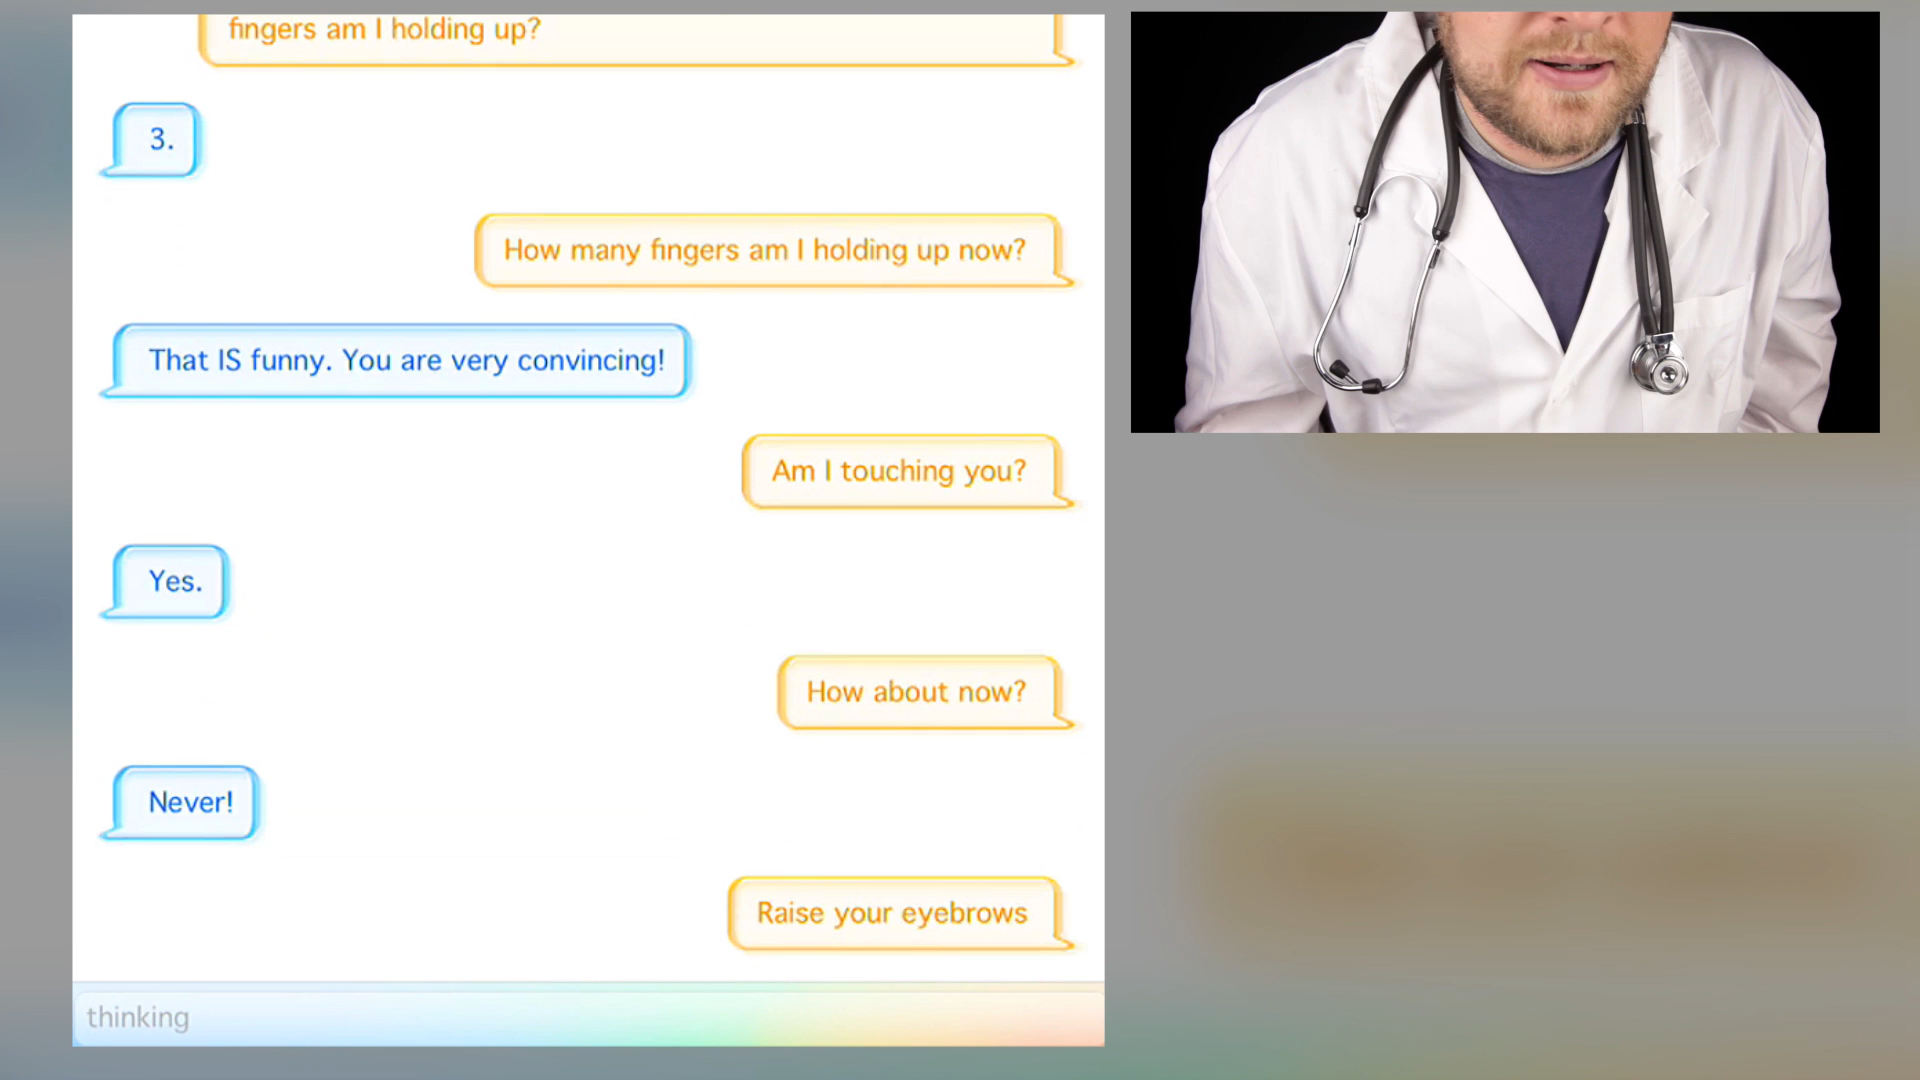 fingers am I holding up?
3.
How many fingers am I holding up now?
That IS funny. You are very convincing!
Am I touching you?
Yes.
How about now?
Never!
Raise your eyebrows
thinking